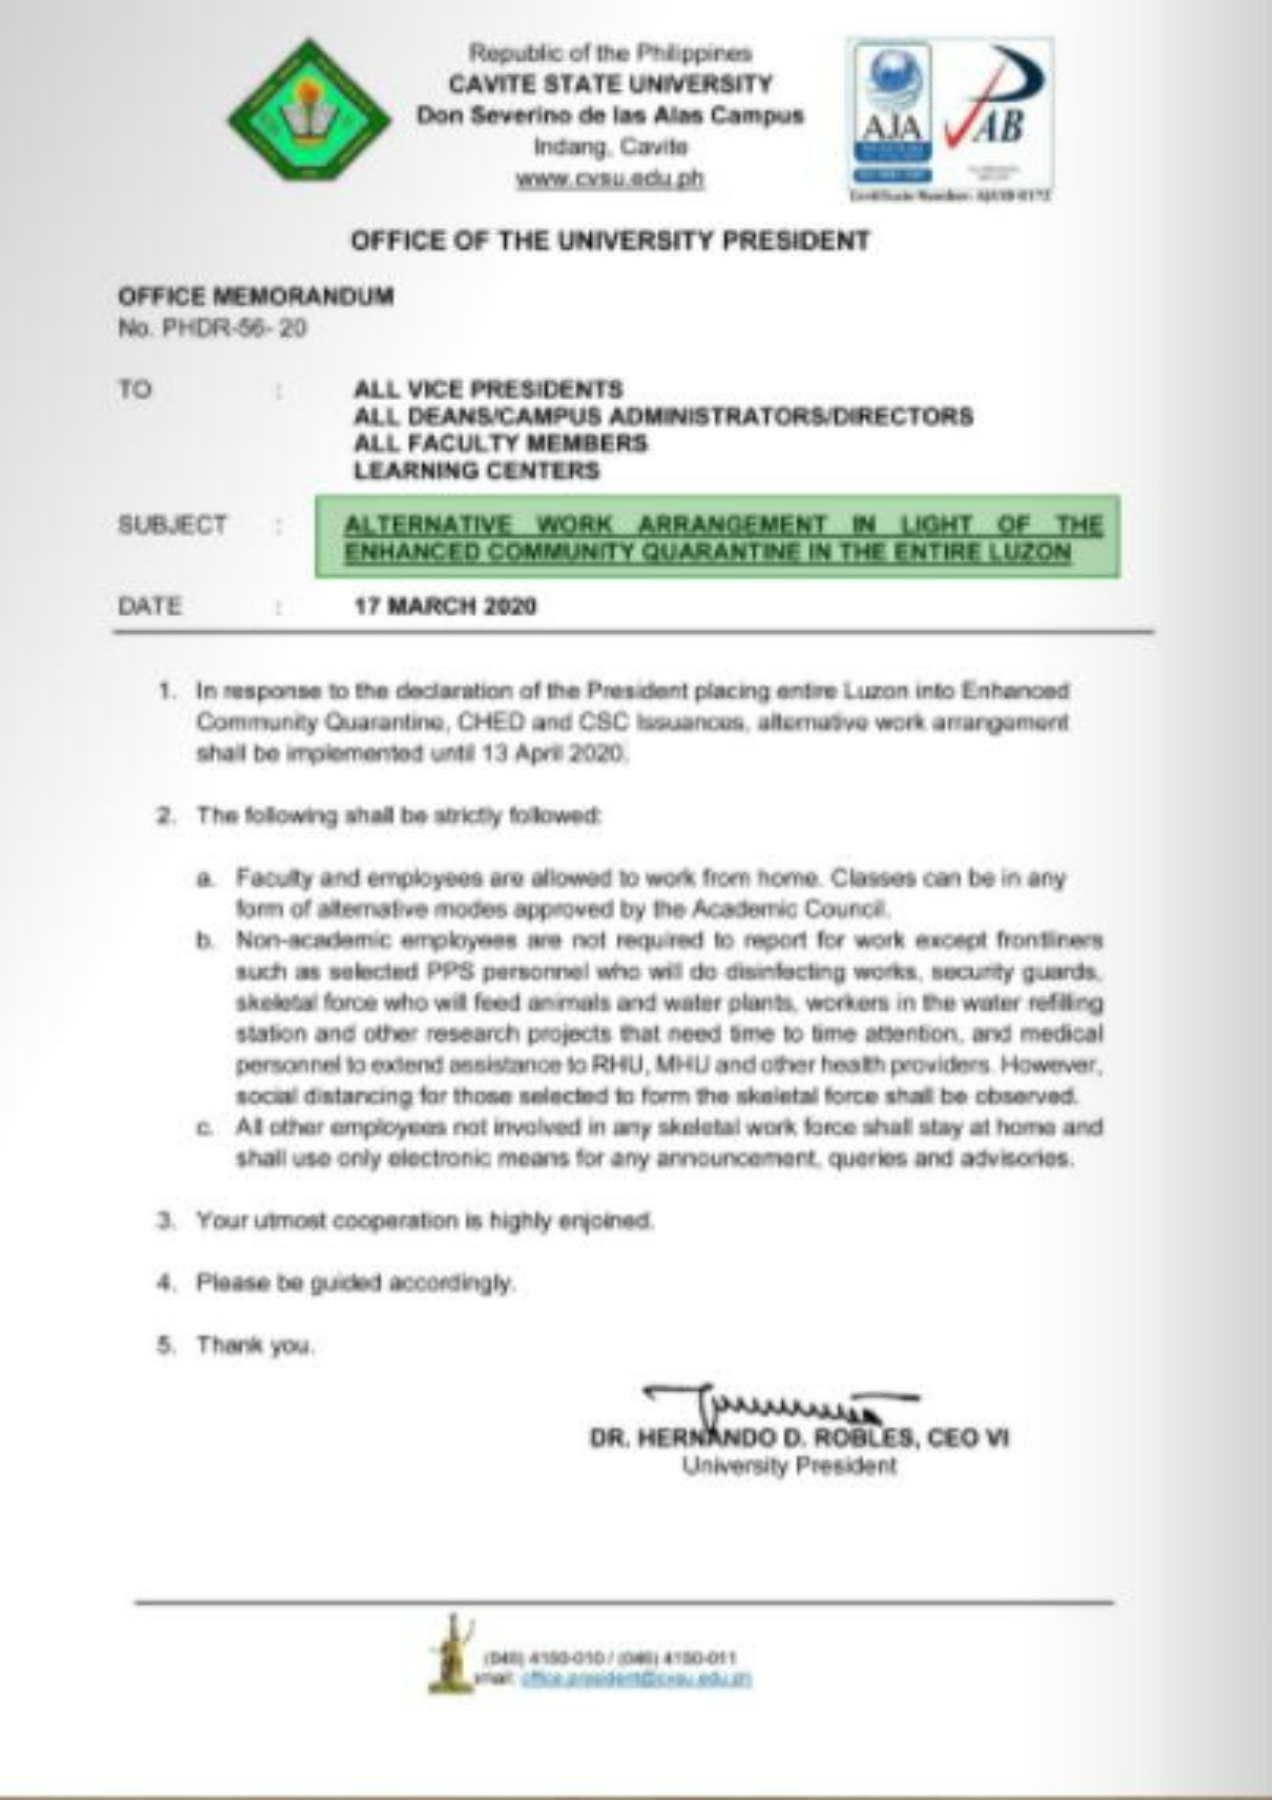 Republic of the Philippines
CAVITE STATE UNIVERSITY
Don Severino de las Alas Campus
Indang, Cavite
www.cvsu.edu.ph
AJA
PAB
Certificate Number:
OFFICE OF THE UNIVERSITY PRESIDENT
OFFICE MEMORANDUM
No. PHDR-56- 20
TO : ALL VICE PRESIDENTS
ALL DEANS/CAMPUS ADMINISTRATORS/DIRECTORS
ALL FACULTY MEMBERS
LEARNING CENTERS
SUBJECT : ALTERNATIVE WORK ARRANGEMENT IN LIGHT OF THE
ENHANCED COMMUNITY QUARANTINE IN THE ENTIRE LUZON
DATE : 17 MARCH 2020
1. In response to the declaration of the President placing entire Luzon into Enhanced
Community Quarantine, CHED and CSC Issuances, alternative work arrangement
shall be implemented until 13 April 2020.
2. The following shall be strictly followed:
a. Faculty and employees are allowed to work from home. Classes can be in any
form of alternative modes approved by the Academic Council.
b. Non-academic employees are not required to report for work except frontliners
such as selected PPS personnel who will do disinfecting works, security guards,
skeletal force who will feed animals and water plants, workers in the water refilling
station and other research projects that need time to time attention, and medical
personnel to extend assistance to RHU, MHU and other health providers. However,
social distancing for those selected to form the skeletal force shall be observed.
c. All other employees not involved in any skeletal work force shall stay at home and
shall use only electronic means for any announcement, queries and advisories.
3. Your utmost cooperation is highly enjoined.
4. Please be guided accordingly.
5. Thank you.
DR. HERNANDO D. ROBLES, CEO VI
University President
(046) 4150-010 / (046) 4150-011
email: office.president@cvsu.edu.ph